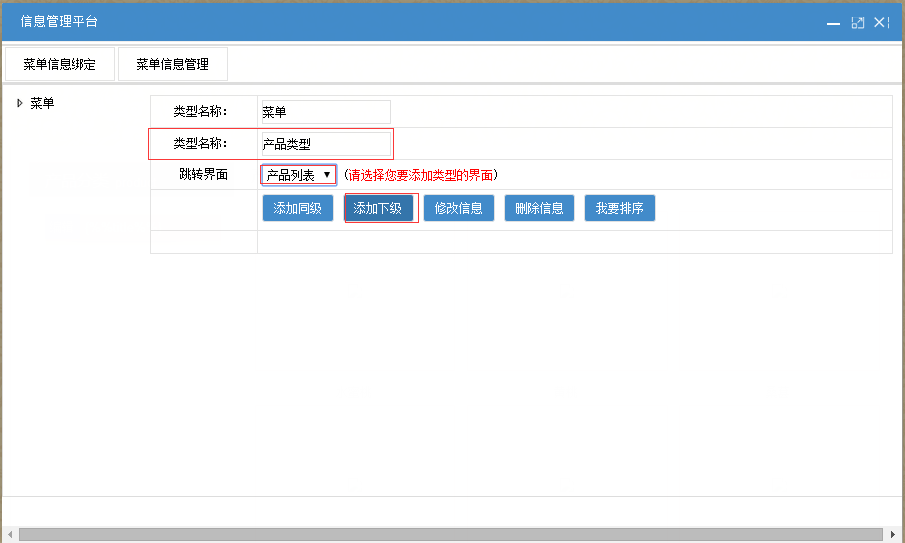 信息管理平台
菜单信息绑定 菜单信息管理
菜单
类型名称: 菜单
类型名称: 产品类型
跳转界面 产品列表 (请选择您要添加类型的界面)
添加同级 添加下级 修改信息 删除信息 我要排序